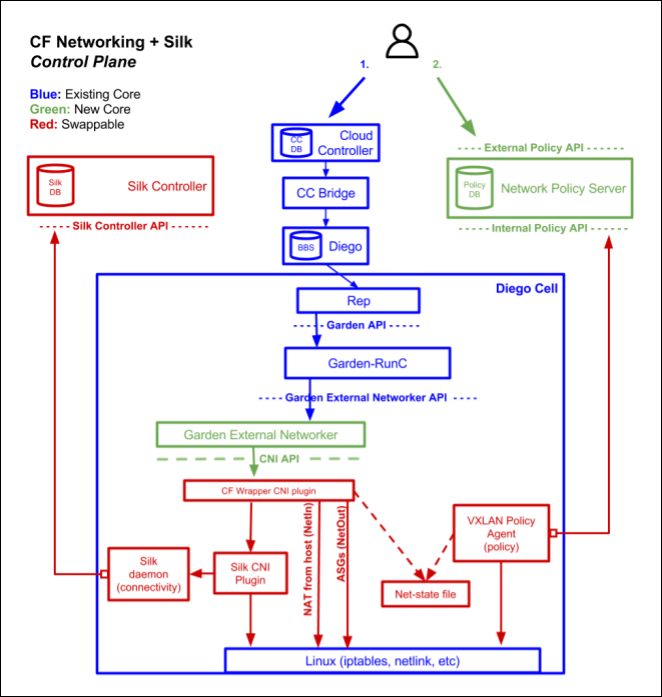 CF Networking + Silk
Control Plane
Blue: Existing Core
Green: New Core
Red: Swappable
1.
2.
CC
DB
Cloud
Controller
External Policy API
Silk
DB
Silk Controller
Silk Controller API
CC Bridge
Policy
DB
Network Policy Server
Internal Policy API
BBS
Diego
Diego Cell
Rep
Garden API
Garden-RunC
Garden External Networker API
Garden External Networker
CNI API
CF Wrapper CNI plugin
NAT from host (NetIn)
ASGs (NetOut)
VXLAN Policy
Agent
(policy)
Silk
daemon
(connectivity)
Silk CNI
Plugin
Net-state file
Linux (iptables, netlink, etc)